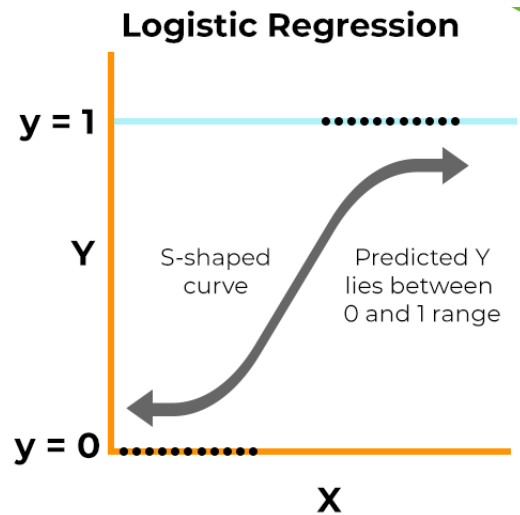 Logistic Regression
y = 1
Y
S-shaped
curve
Predicted Y
lies between
0 and 1 range
y = 0
X